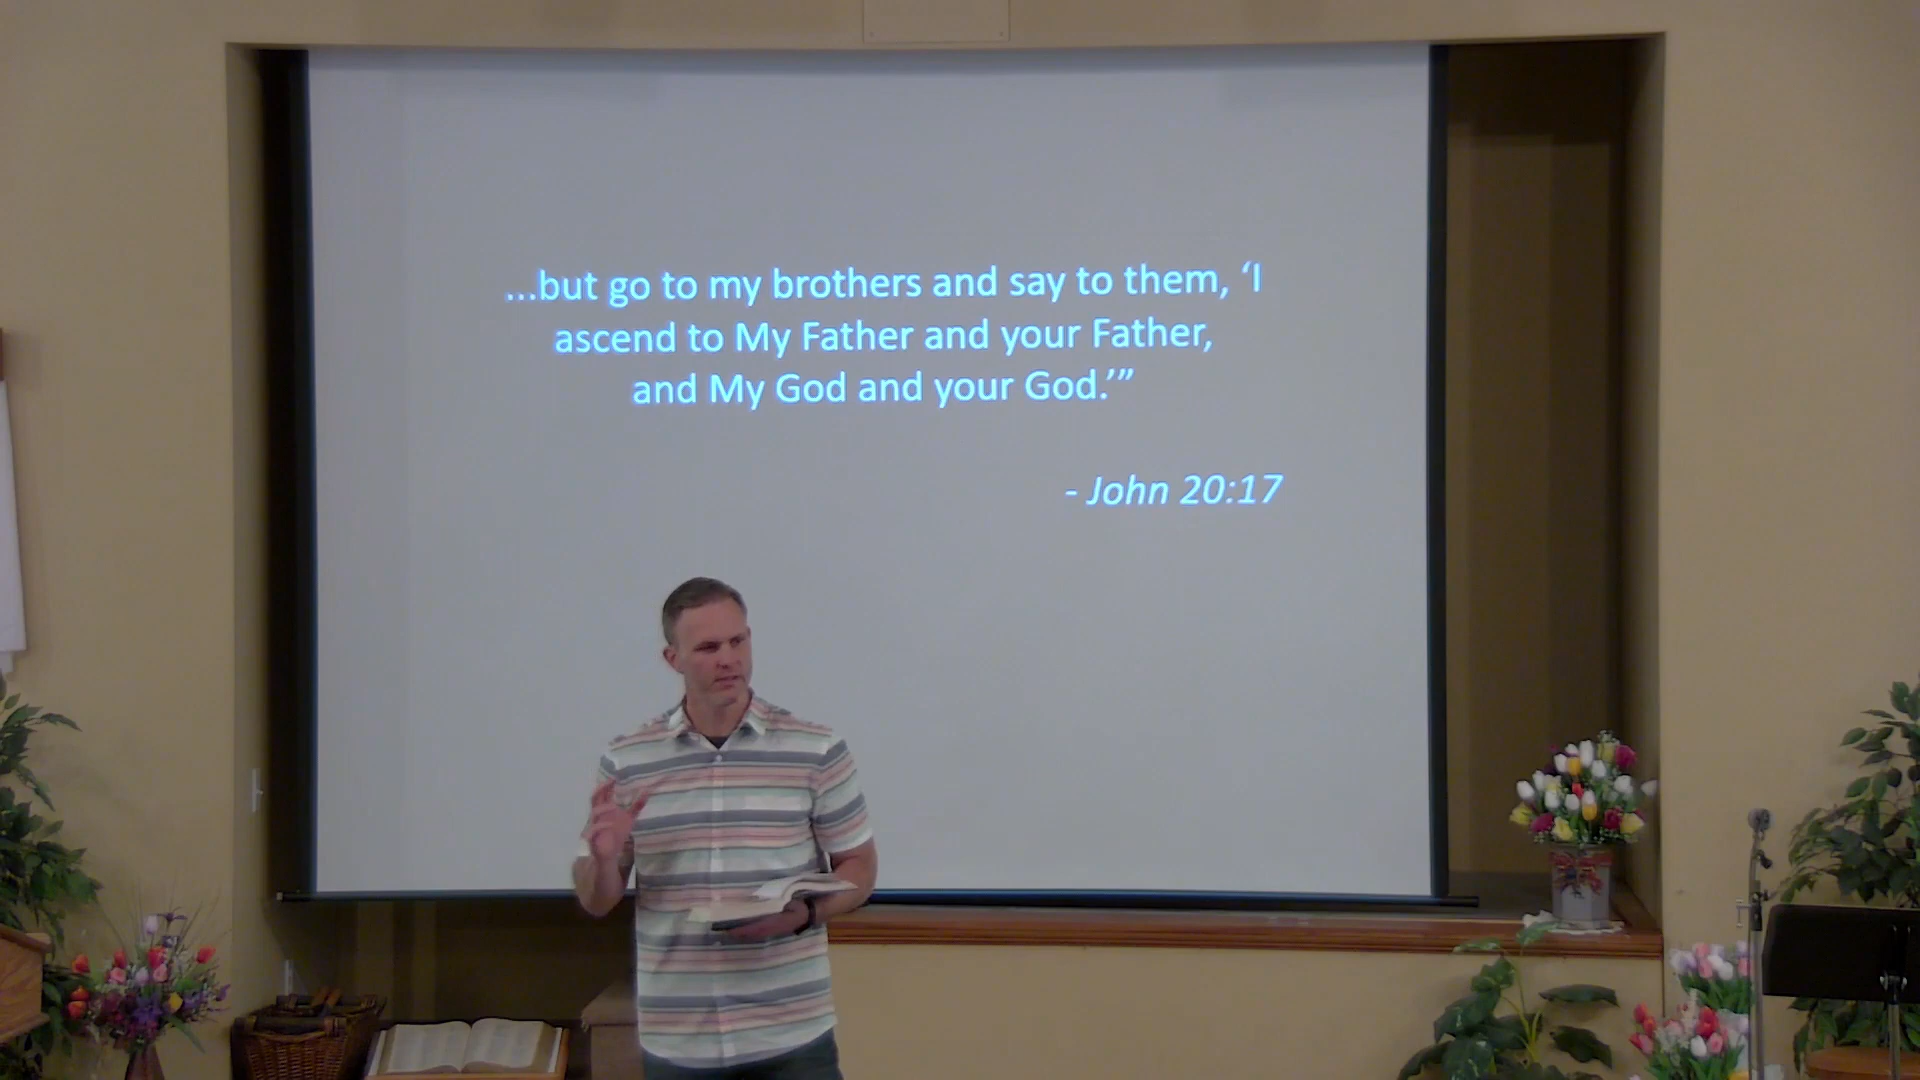 ...but go to my brothers and say to them, ‘I
ascend to My Father and your Father,
and My God and your God.’”
- John 20:17